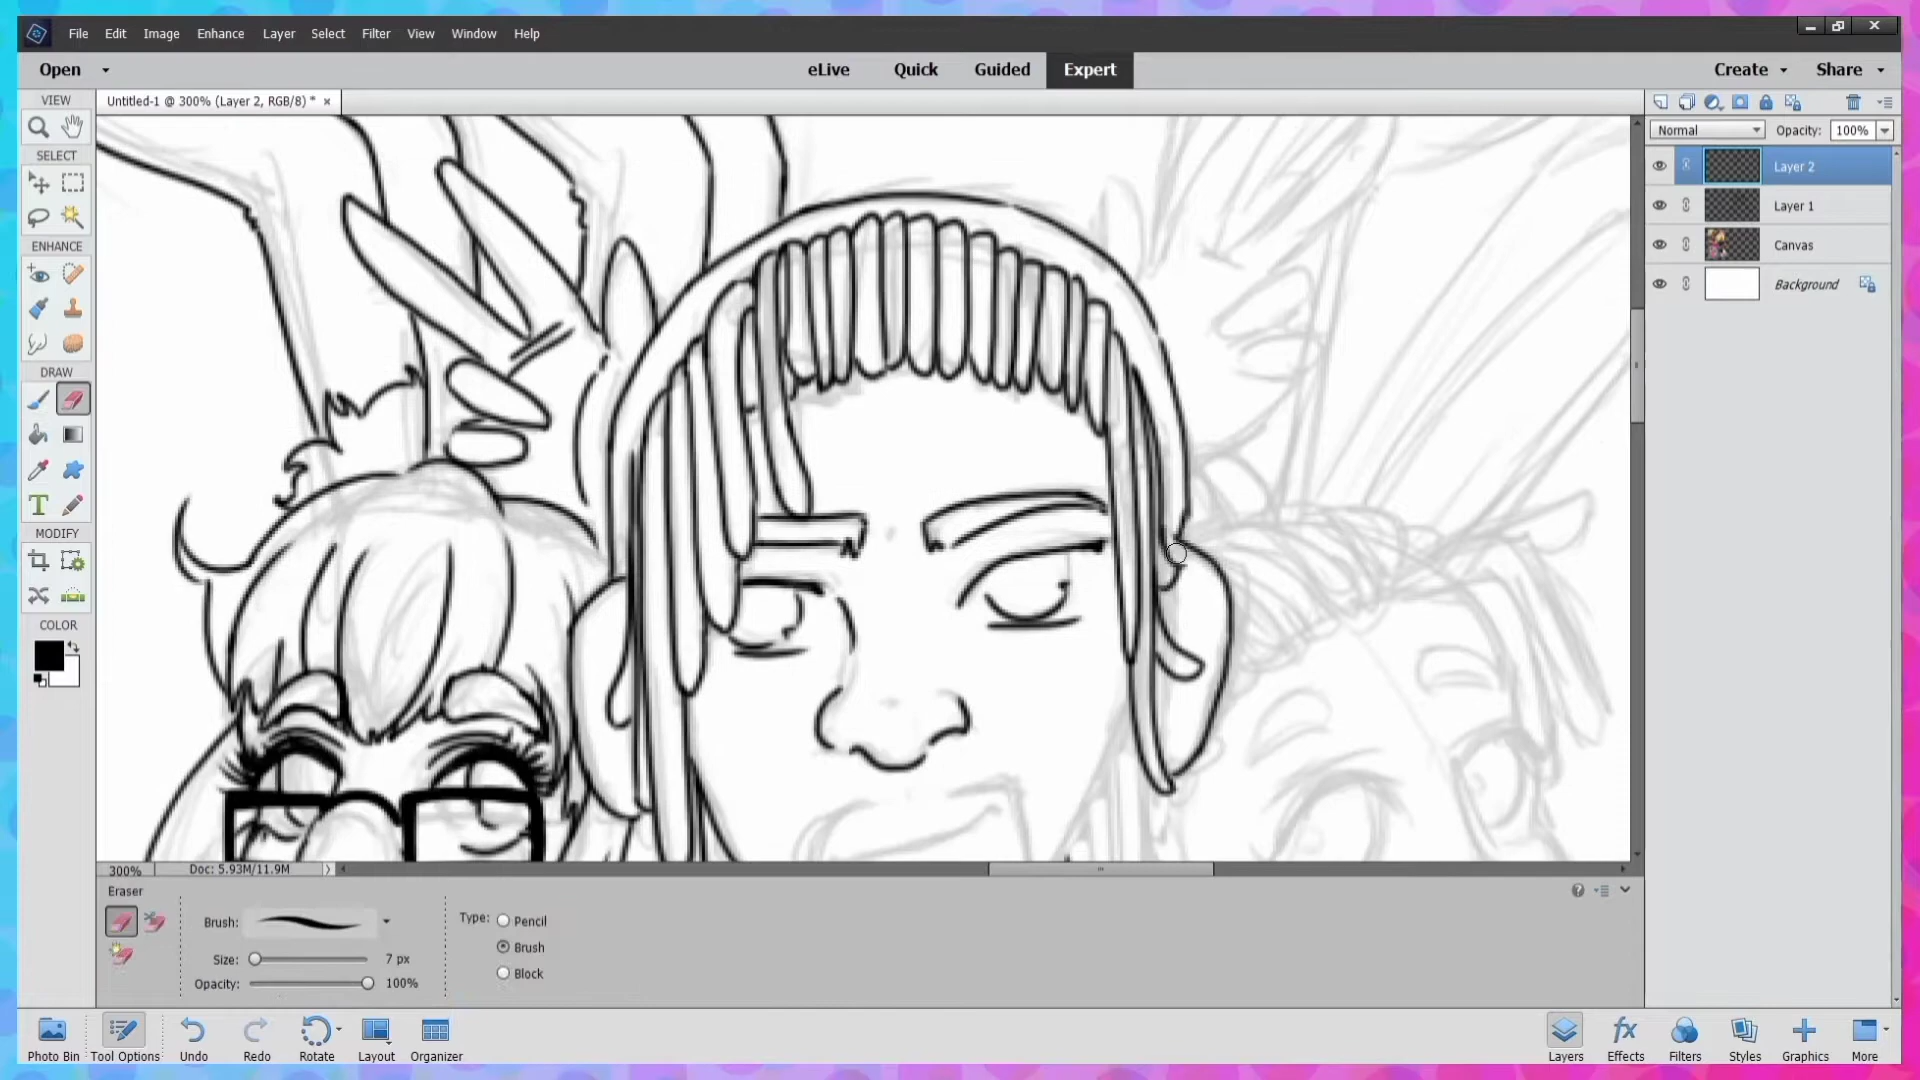 File Edit Image Enhance Layer Select Filter View Window Help
Open eLive Quick Guided Expert Create Share
VIEW
Untitled-1 @ 300% (Layer 2, RGB/8) * ×
Normal Opacity: 100%
SELECT
Layer 2
Layer 1
ENHANCE
Canvas
Background
DRAW
T
MODIFY
COLOR
300% Doc: 5.93M/11.9M
Eraser
Brush:
Size: 7 px
Opacity: 100%
Type: Pencil
Brush
Block
Photo Bin Tool Options Undo Redo Rotate Layout Organizer
fx
Layers Effects Filters Styles Graphics More